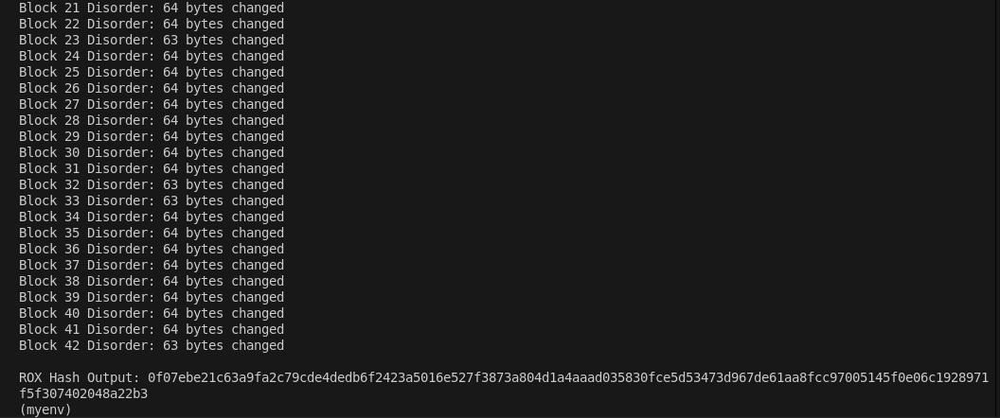 Block 21 Disorder: 64 bytes changed
Block 22 Disorder: 64 bytes changed
Block 23 Disorder: 63 bytes changed
Block 24 Disorder: 64 bytes changed
Block 25 Disorder: 64 bytes changed
Block 26 Disorder: 64 bytes changed
Block 27 Disorder: 64 bytes changed
Block 28 Disorder: 64 bytes changed
Block 29 Disorder: 64 bytes changed
Block 30 Disorder: 64 bytes changed
Block 31 Disorder: 64 bytes changed
Block 32 Disorder: 63 bytes changed
Block 33 Disorder: 63 bytes changed
Block 34 Disorder: 64 bytes changed
Block 35 Disorder: 64 bytes changed
Block 36 Disorder: 64 bytes changed
Block 37 Disorder: 64 bytes changed
Block 38 Disorder: 64 bytes changed
Block 39 Disorder: 64 bytes changed
Block 40 Disorder: 64 bytes changed
Block 41 Disorder: 64 bytes changed
Block 42 Disorder: 63 bytes changed
ROX Hash Output: 0f07ebe21c63a9fa2c79cde4dedb6f2423a5016e527f3873a804d1a4aaad035830fce5d53473d967de61aa8fcc97005145f0e06c1928971
f5f307402048a22b3
(myenv)